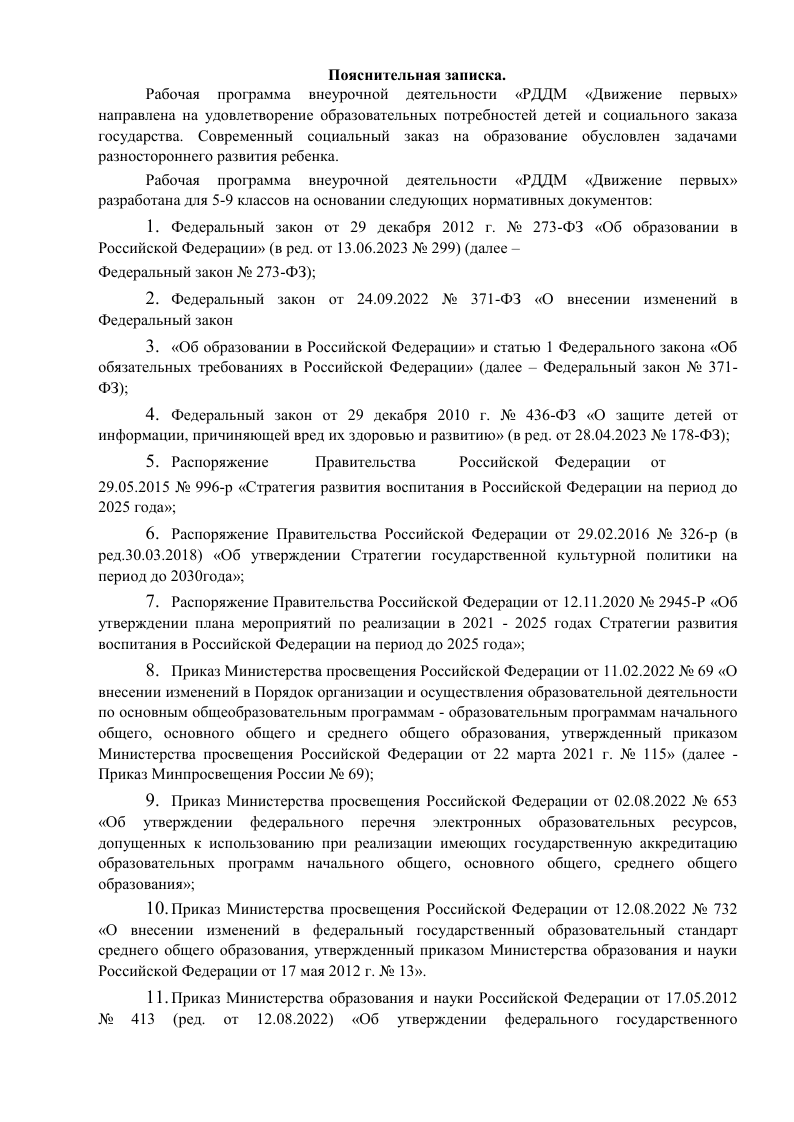 Пояснительная записка.
Рабочая программа внеурочной деятельности «РДДМ «Движение первых»
направлена на удовлетворение образовательных потребностей детей и социального заказа
государства. Современный социальный заказ на образование обусловлен задачами
разностороннего развития ребенка.
Рабочая программа внеурочной деятельности «РДДМ «Движение первых»
разработана для 5-9 классов на основании следующих нормативных документов:
1. Федеральный закон от 29 декабря 2012 г. № 273-ФЗ «Об образовании в
Российской Федерации» (в ред. от 13.06.2023 № 299) (далее –
Федеральный закон № 273-ФЗ);
2. Федеральный закон от 24.09.2022 № 371-ФЗ «О внесении изменений в
Федеральный закон
3. «Об образовании в Российской Федерации» и статью 1 Федерального закона «Об
обязательных требованиях в Российской Федерации» (далее – Федеральный закон № 371-
ФЗ);
4. Федеральный закон от 29 декабря 2010 г. № 436-ФЗ «О защите детей от
информации, причиняющей вред их здоровью и развитию» (в ред. от 28.04.2023 № 178-ФЗ);
5. Распоряжение Правительства Российской Федерации от
29.05.2015 № 996-р «Стратегия развития воспитания в Российской Федерации на период до
2025 года»;
6. Распоряжение Правительства Российской Федерации от 29.02.2016 № 326-р (в
ред.30.03.2018) «Об утверждении Стратегии государственной культурной политики на
период до 2030года»;
7. Распоряжение Правительства Российской Федерации от 12.11.2020 № 2945-Р «Об
утверждении плана мероприятий по реализации в 2021 - 2025 годах Стратегии развития
воспитания в Российской Федерации на период до 2025 года»;
8. Приказ Министерства просвещения Российской Федерации от 11.02.2022 № 69 «О
внесении изменений в Порядок организации и осуществления образовательной деятельности
по основным общеобразовательным программам - образовательным программам начального
общего, основного общего и среднего общего образования, утвержденный приказом
Министерства просвещения Российской Федерации от 22 марта 2021 г. № 115» (далее -
Приказ Минпросвещения России № 69);
9. Приказ Министерства просвещения Российской Федерации от 02.08.2022 № 653
«Об утверждении федерального перечня электронных образовательных ресурсов,
допущенных к использованию при реализации имеющих государственную аккредитацию
образовательных программ начального общего, основного общего, среднего общего
образования»;
10. Приказ Министерства просвещения Российской Федерации от 12.08.2022 № 732
«О внесении изменений в федеральный государственный образовательный стандарт
среднего общего образования, утвержденный приказом Министерства образования и науки
Российской Федерации от 17 мая 2012 г. № 13».
11. Приказ Министерства образования и науки Российской Федерации от 17.05.2012
№ 413 (ред. от 12.08.2022) «Об утверждении федерального государственного